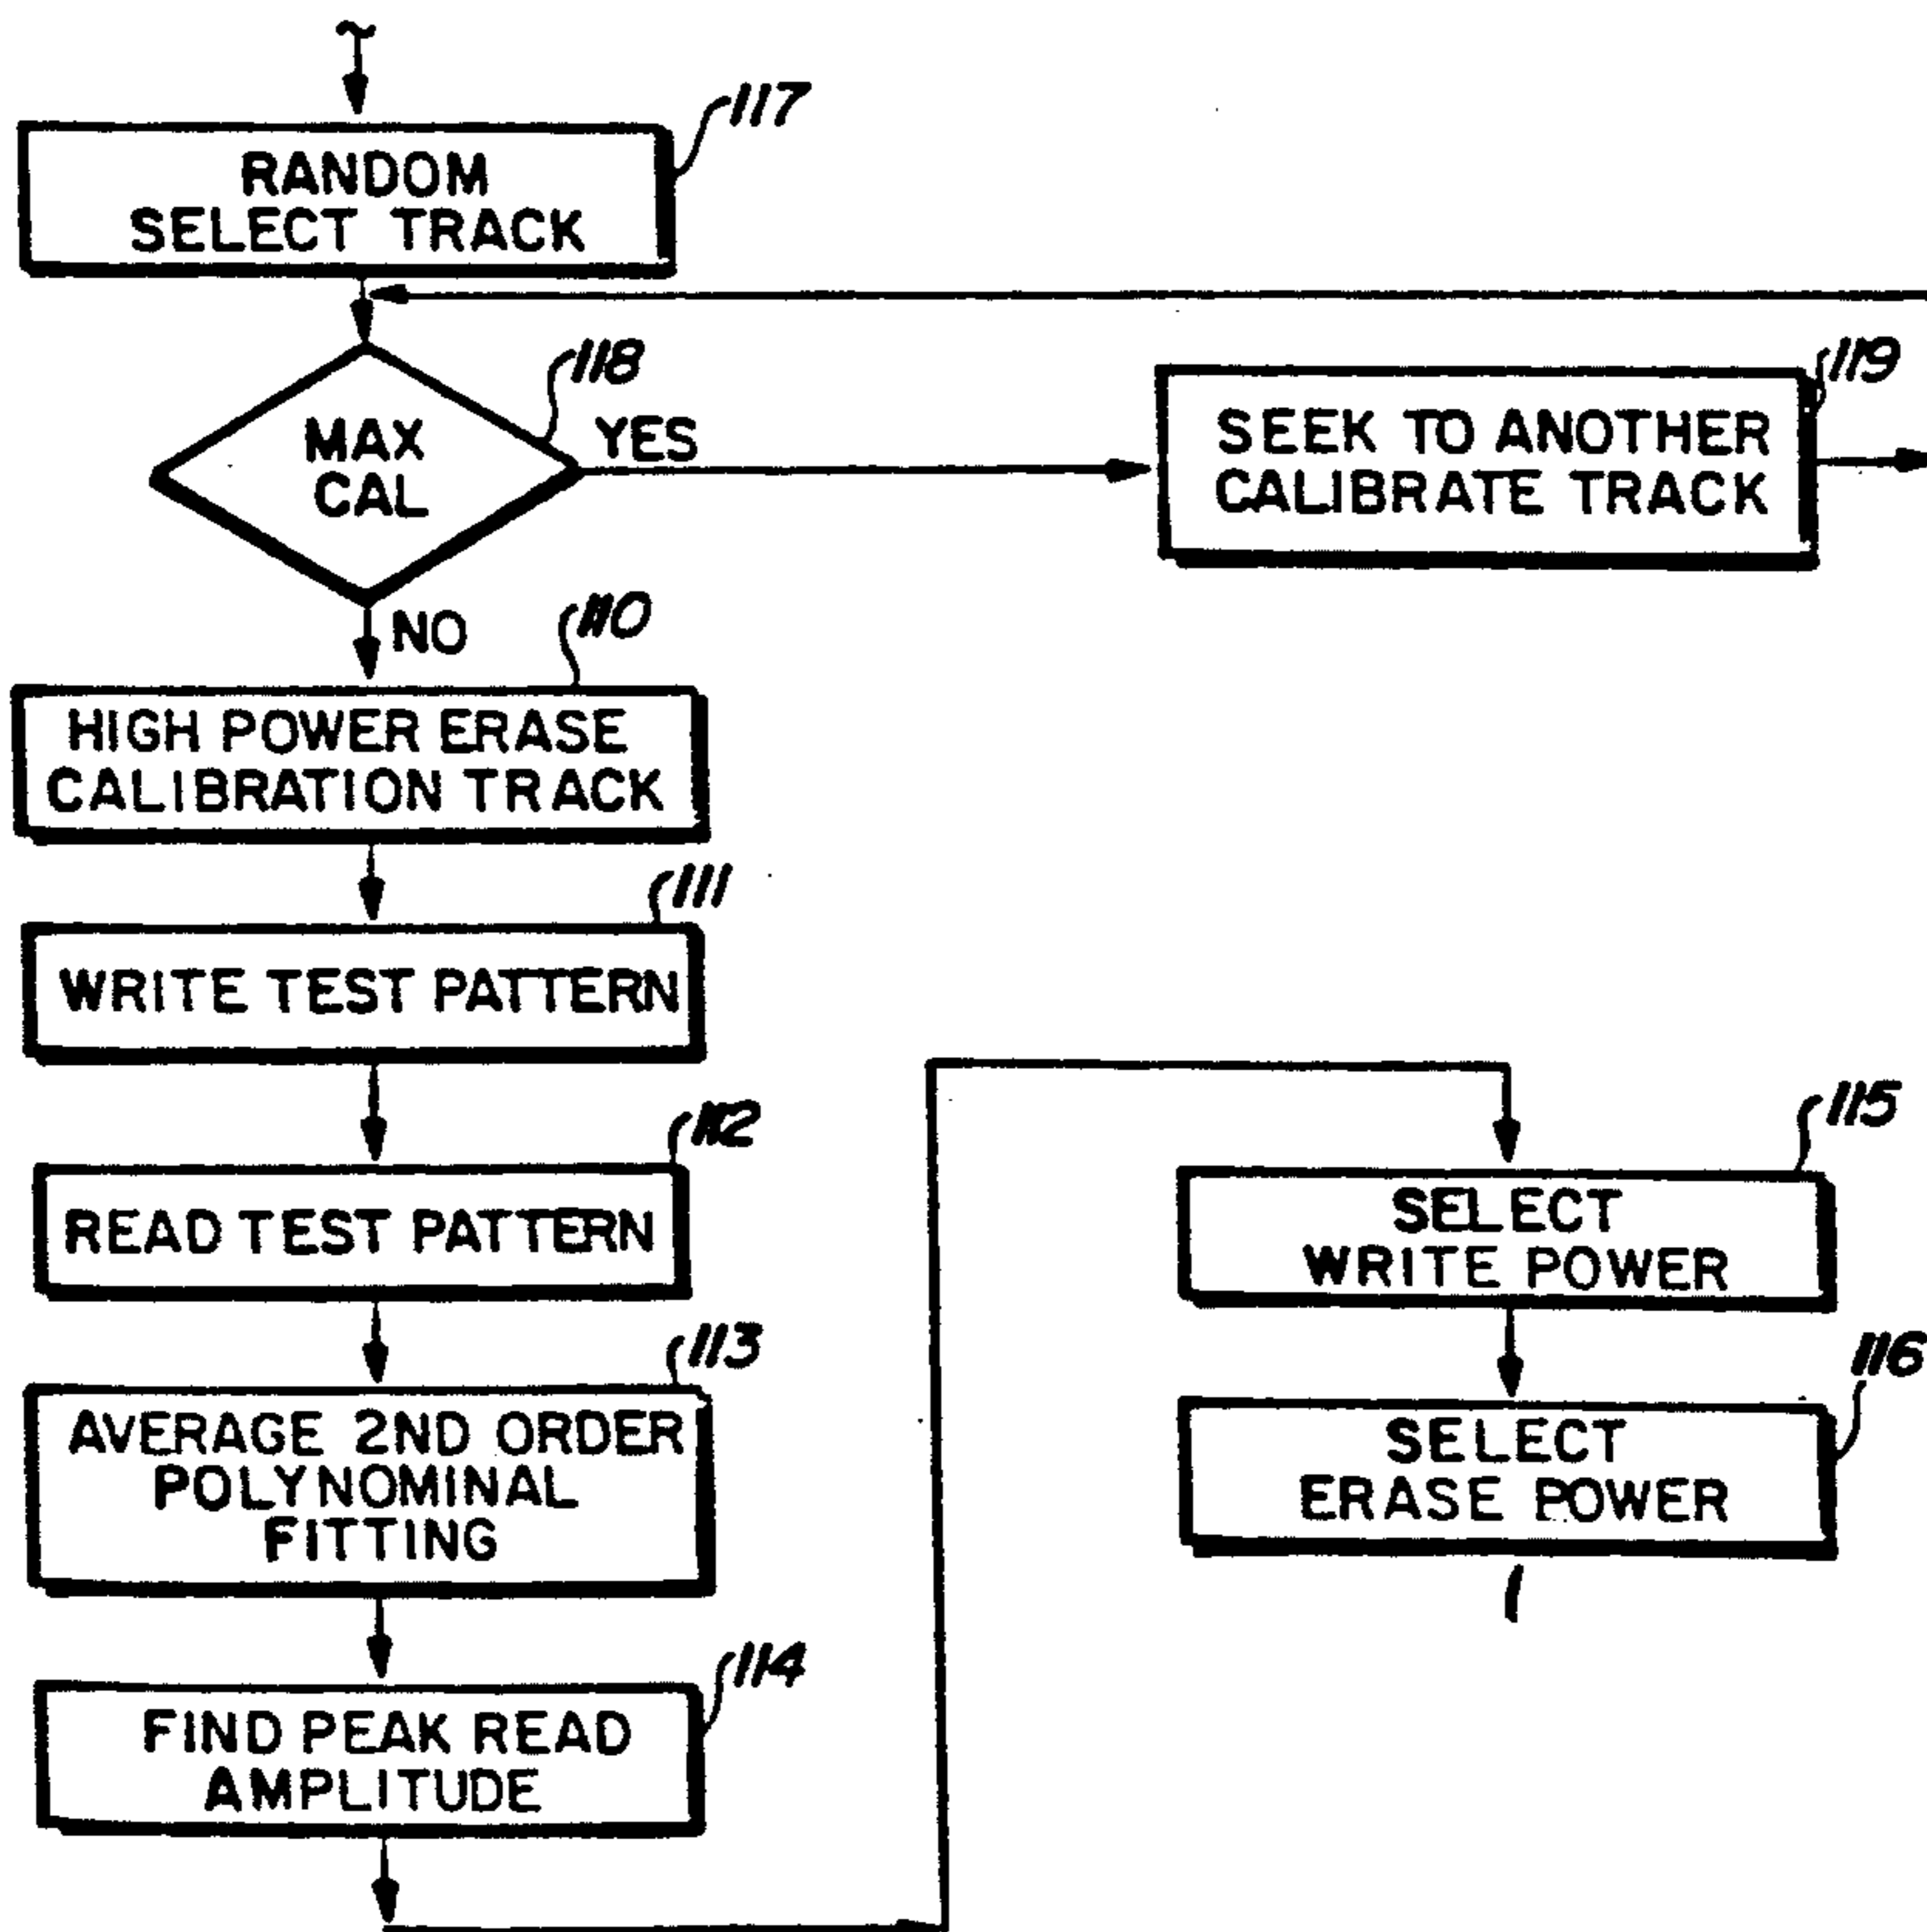 117
RANDOM
SELECT TRACK
118
MAX
CAL
YES
119
SEEK TO ANOTHER
CALIBRATE TRACK
NO
110
HIGH POWER ERASE
CALIBRATION TRACK
111
WRITE TEST PATTERN
112
READ TEST PATTERN
113
AVERAGE 2ND ORDER
POLYNOMINAL
FITTING
114
FIND PEAK READ
AMPLITUDE
115
SELECT
WRITE POWER
116
SELECT
ERASE POWER